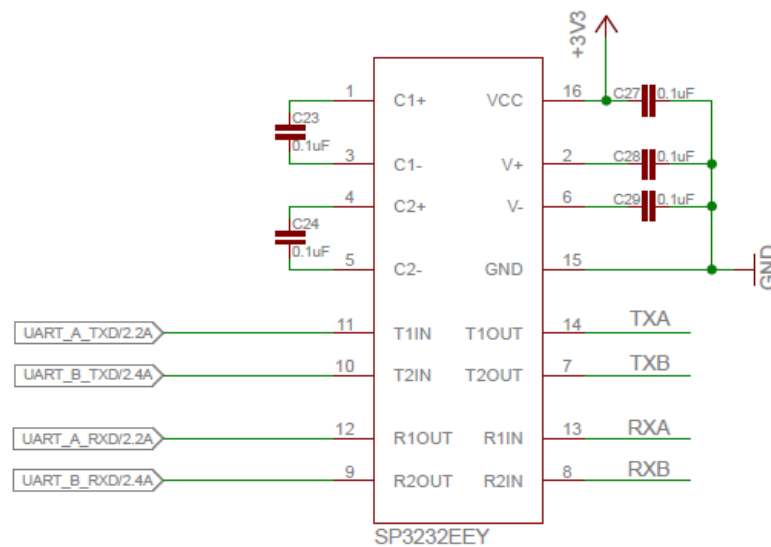 +3V3
1 C1+ VCC 16 C27 0.1uF
C23
0.1uF
3 C1- V+ 2 C28 0.1uF
4 C2+ V- 6 C29 0.1uF
C24
0.1uF
5 C2- GND 15 GND
UART_A_TXD/2.2A 11 T1IN T1OUT 14 TXA
UART_B_TXD/2.4A 10 T2IN T2OUT 7 TXB
UART_A_RXD/2.2A 12 R1OUT R1IN 13 RXA
UART_B_RXD/2.4A 9 R2OUT R2IN 8 RXB
SP3232EEY